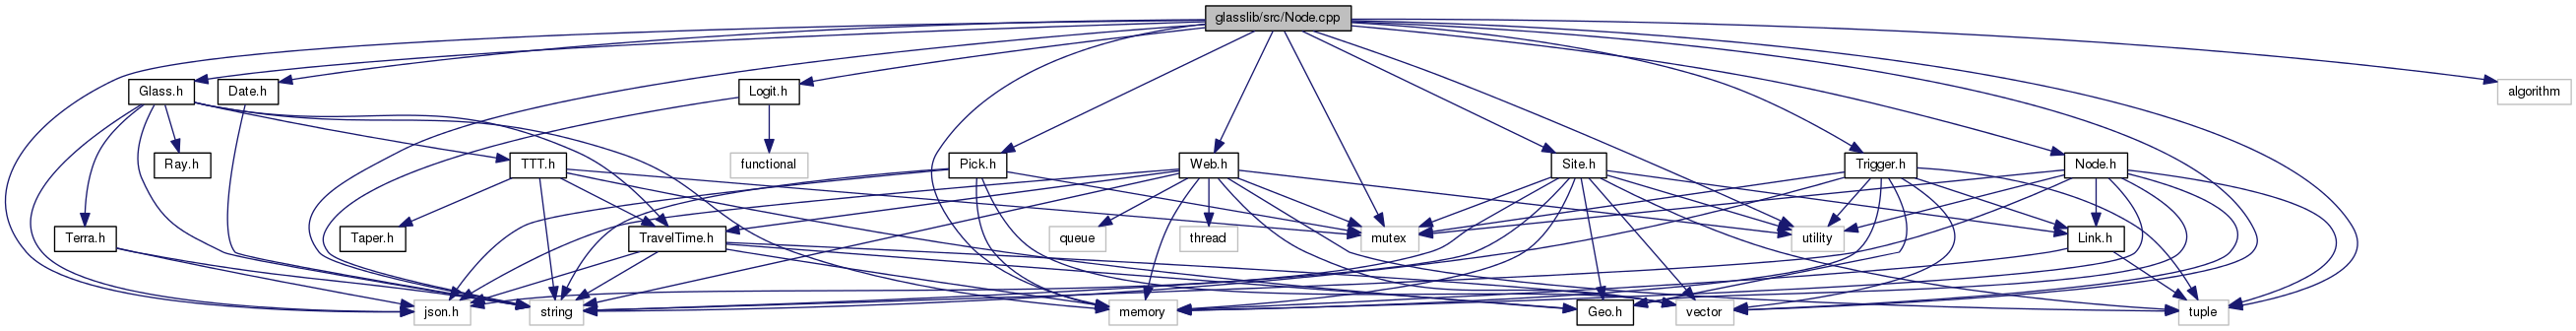 glasslib/src/Node.cpp
Glass.h
Date.h
Logit.h
algorithm
Ray.h
TTT.h
functional
Pick.h
Web.h
Site.h
Trigger.h
Node.h
Terra.h
Taper.h
TravelTime.h
queue
thread
mutex
utility
Link.h
json.h
string
memory
Geo.h
vector
tuple